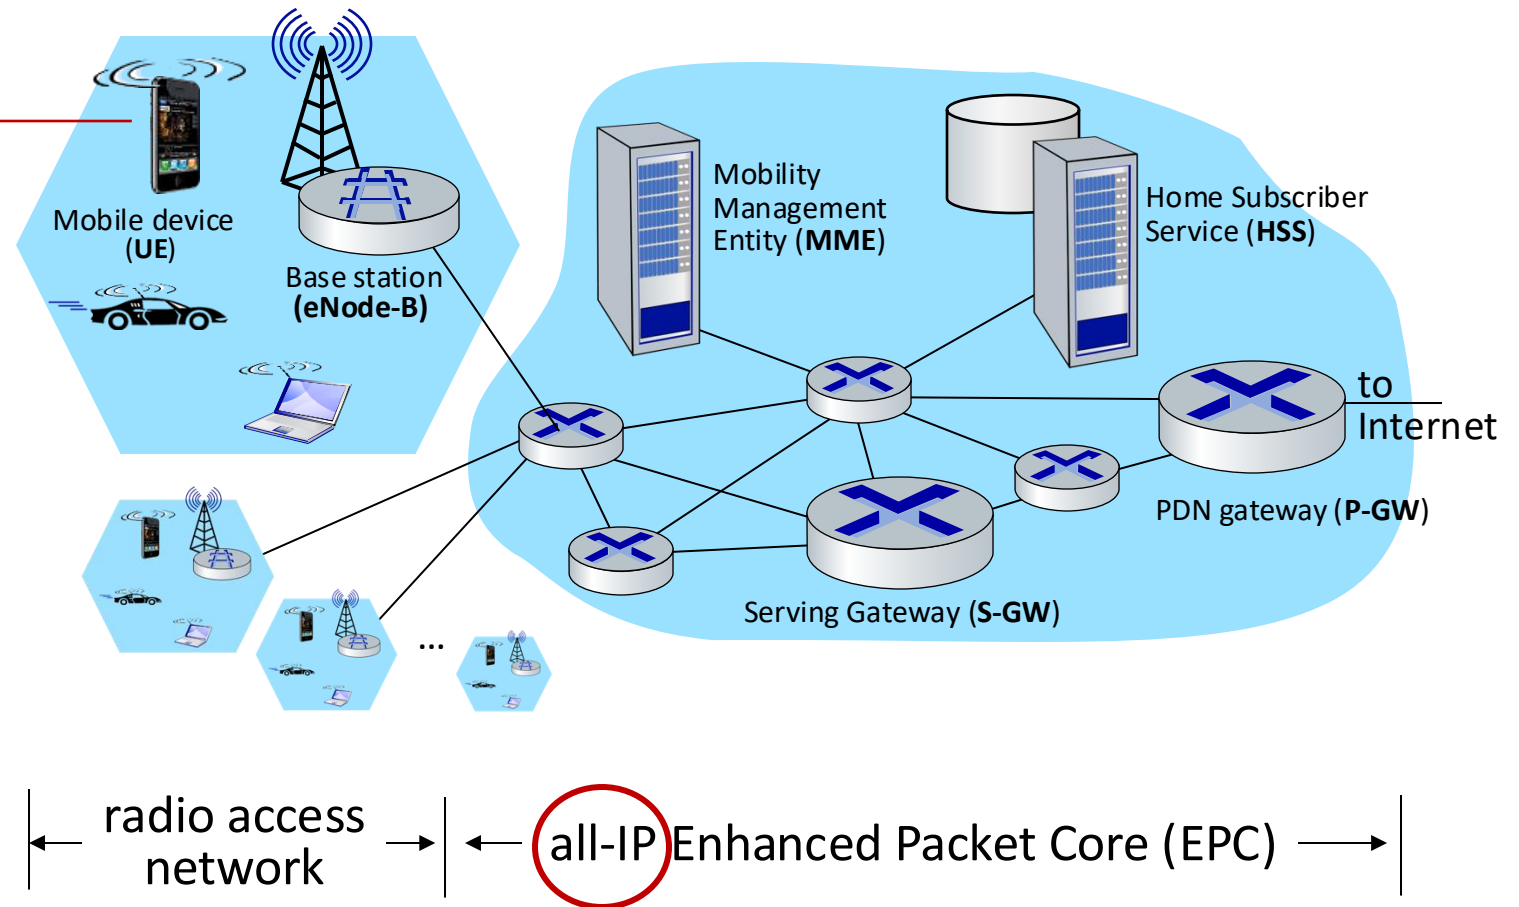 Mobile device
(UE)
Base station
(eNode-B)
Mobility
Management
Entity (MME)
Home Subscriber
Service (HSS)
to
Internet
PDN gateway (P-GW)
Serving Gateway (S-GW)
...
radio access
network
all-IP Enhanced Packet Core (EPC)